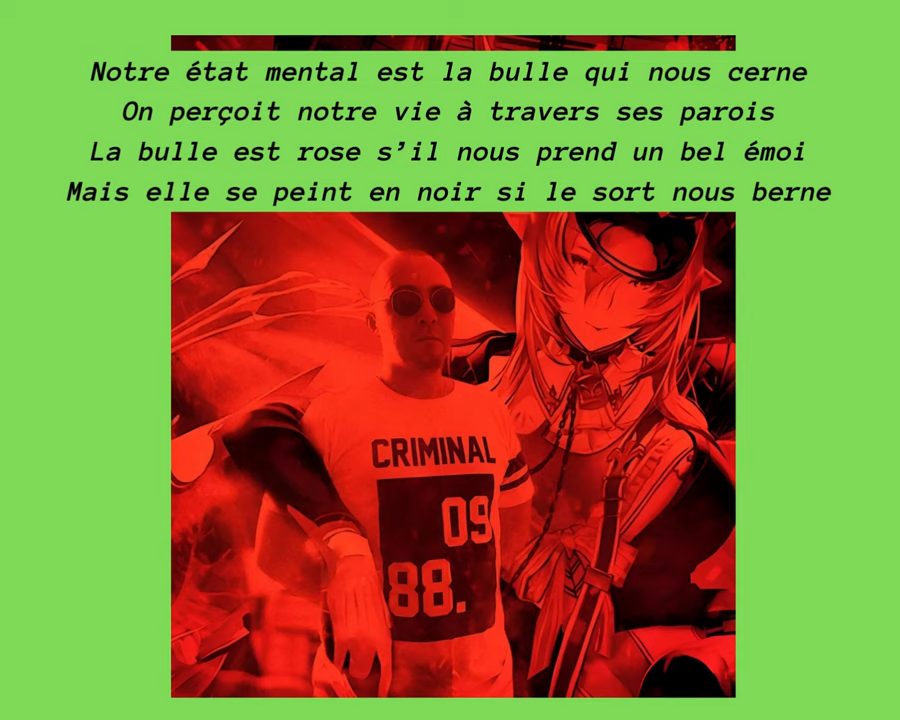 Notre état mental est la bulle qui nous cerne
On perçoit notre vie à travers ses parois
La bulle est rose s’il nous prend un bel émoi
Mais elle se peint en noir si le sort nous berne
CRIMINAL
09
88.